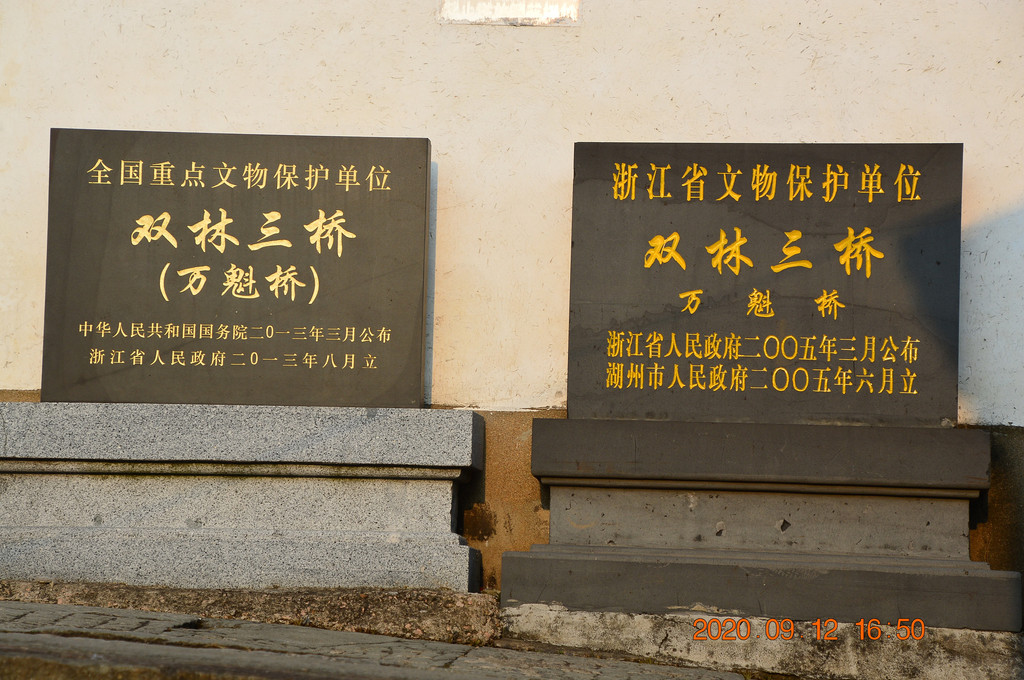 全国重点文物保护单位
双林三桥
(万魁桥)
中华人民共和国国务院二0一三年三月公布
浙江省人民政府二0一三年八月立
浙江省文物保护单位
双林三桥
万魁桥
浙江省人民政府二〇〇五年三月公布
湖州市人民政府二〇〇五年六月立
2020 09 12 16:50